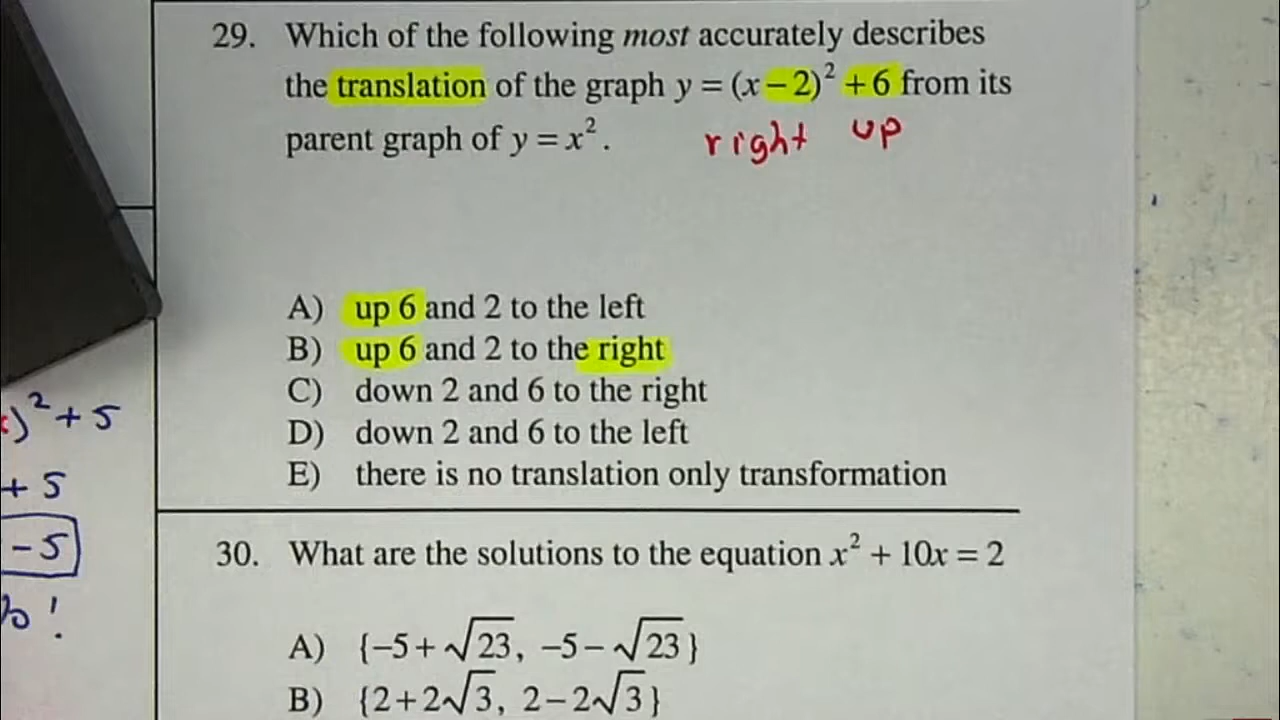 29. Which of the following most accurately describes
the translation of the graph y = (x − 2)² + 6 from its
parent graph of y = x².
right up
A) up 6 and 2 to the left
B) up 6 and 2 to the right
C) down 2 and 6 to the right
D) down 2 and 6 to the left
E) there is no translation only transformation
)² + 5
+ 5
− 5
!
30. What are the solutions to the equation x² + 10x = 2
A) {−5 + √23, −5 − √23}
B) {2 + 2√3, 2 − 2√3}